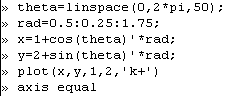 » theta=linspace(0,2*pi,50);
» rad=0.5:0.25:1.75;
» x=1+cos(theta)'*rad;
» y=2+sin(theta)'*rad;
» plot(x,y,1,2,'k+')
» axis equal